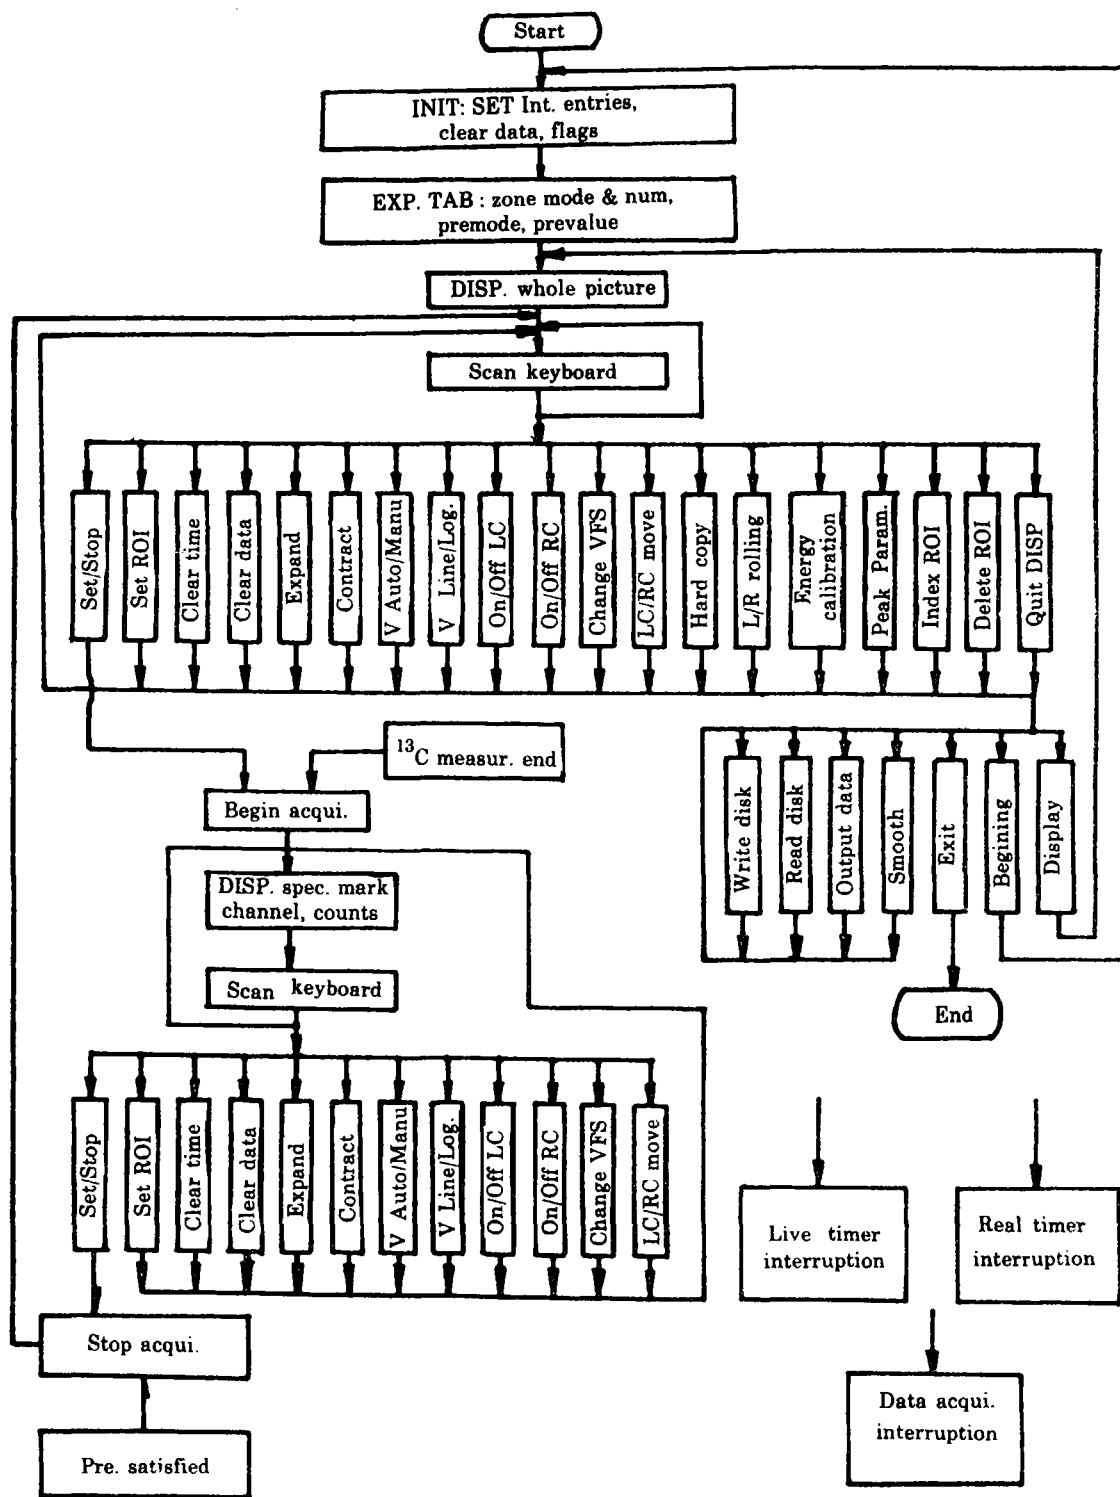 Start
INIT: SET Int. entries,
clear data, flags
EXP. TAB : zone mode & num,
premode, prevalue
DISP. whole picture
Scan keyboard
Set/Stop
Set ROI
Clear time
Clear data
Expand
Contract
V Auto/Manu
V Line/Log.
On/Off LC
On/Off RC
Change VFS
LC/RC move
Hard copy
L/R rolling
Energy
calibration
Peak Param.
Index ROI
Delete ROI
Quit DISP
¹³C measur. end
Begin acqui.
DISP. spec. mark
channel, counts
Scan keyboard
Write disk
Read disk
Output data
Smooth
Exit
Begining
Display
End
Set/Stop
Set ROI
Clear time
Clear data
Expand
Contract
V Auto/Manu
V Line/Log.
On/Off LC
On/Off RC
Change VFS
LC/RC move
Live timer
interruption
Real timer
interruption
Stop acqui.
Data acqui.
interruption
Pre. satisfied